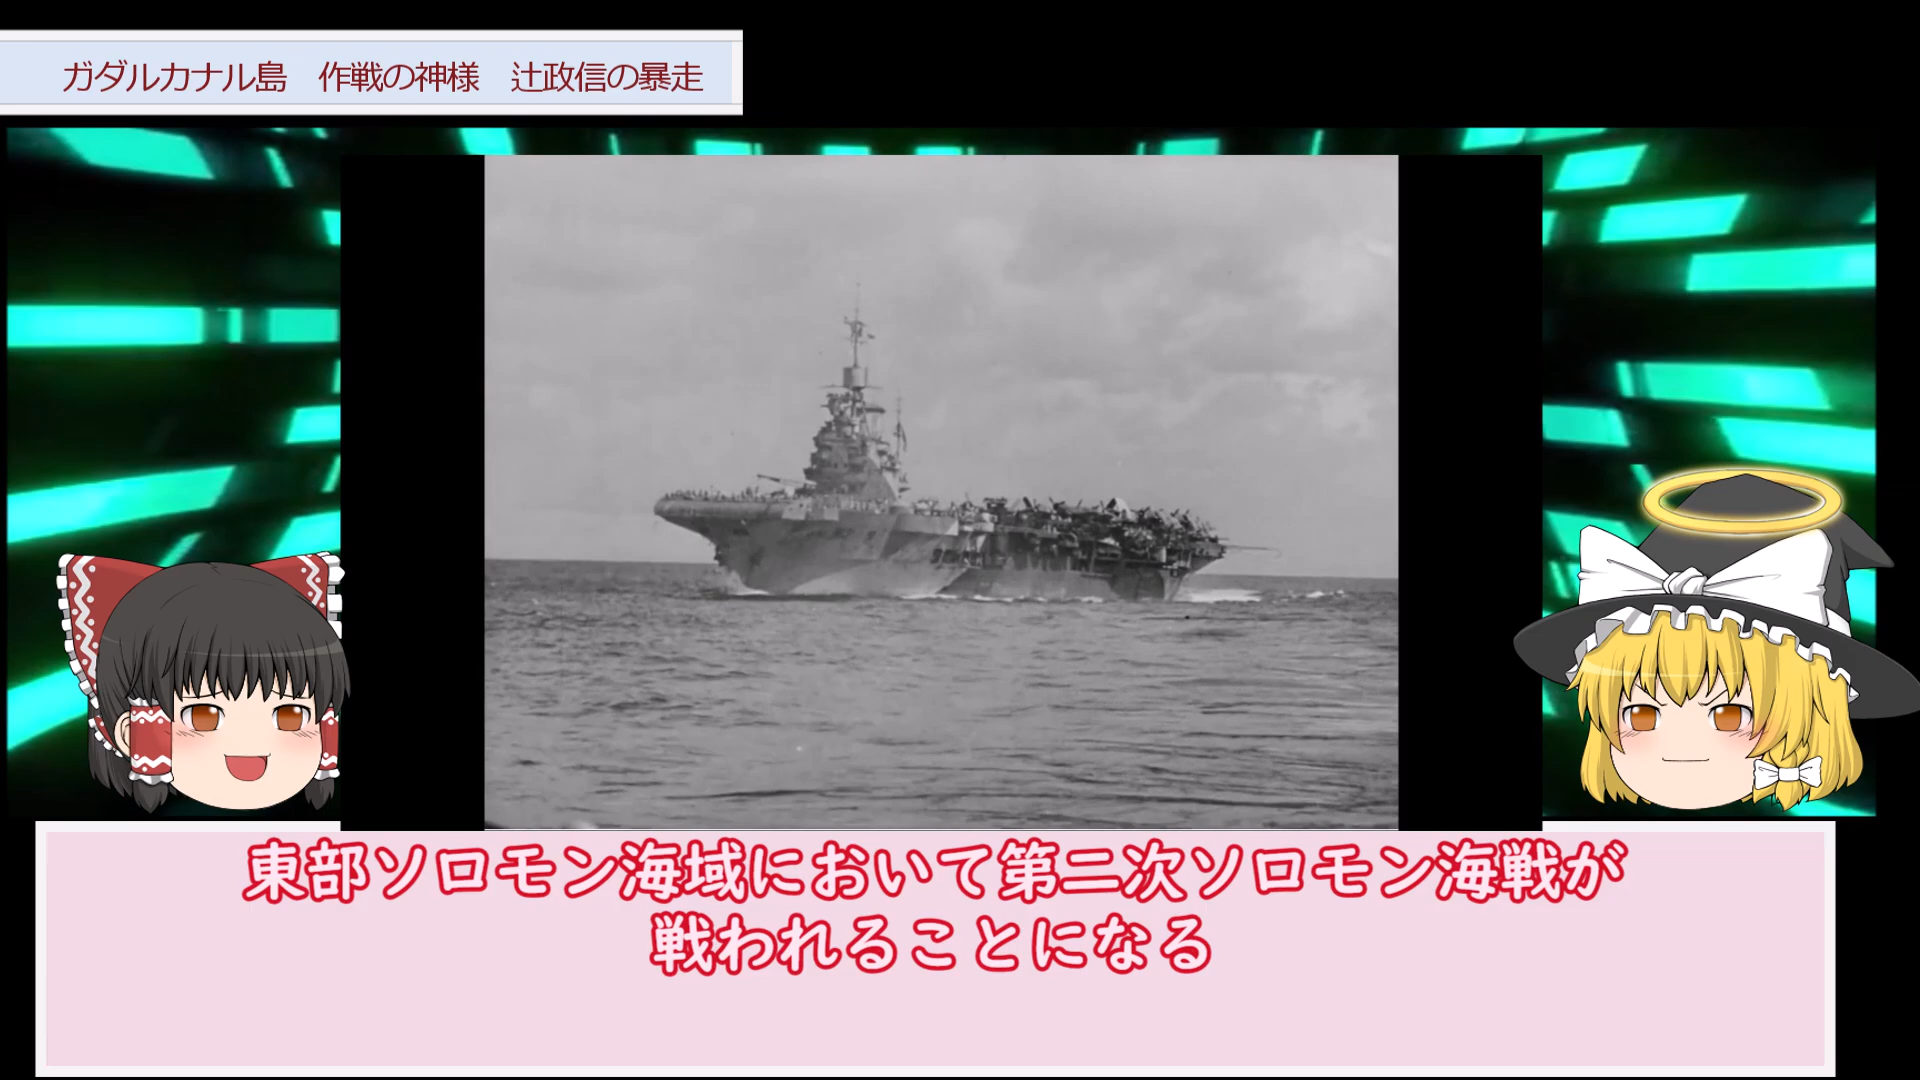 ガダルカナル島　作戦の神様　辻政信の暴走
東部ソロモン海域において第二次ソロモン海戦が
戦われることになる